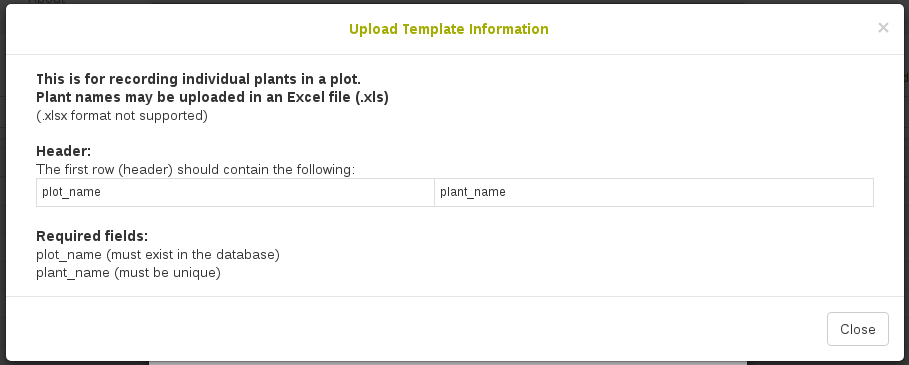 Upload Template Information
×
This is for recording individual plants in a plot.
Plant names may be uploaded in an Excel file (.xls)
(.xlsx format not supported)
Header:
The first row (header) should contain the following:
plot_name plant_name
Required fields:
plot_name (must exist in the database)
plant_name (must be unique)
Close